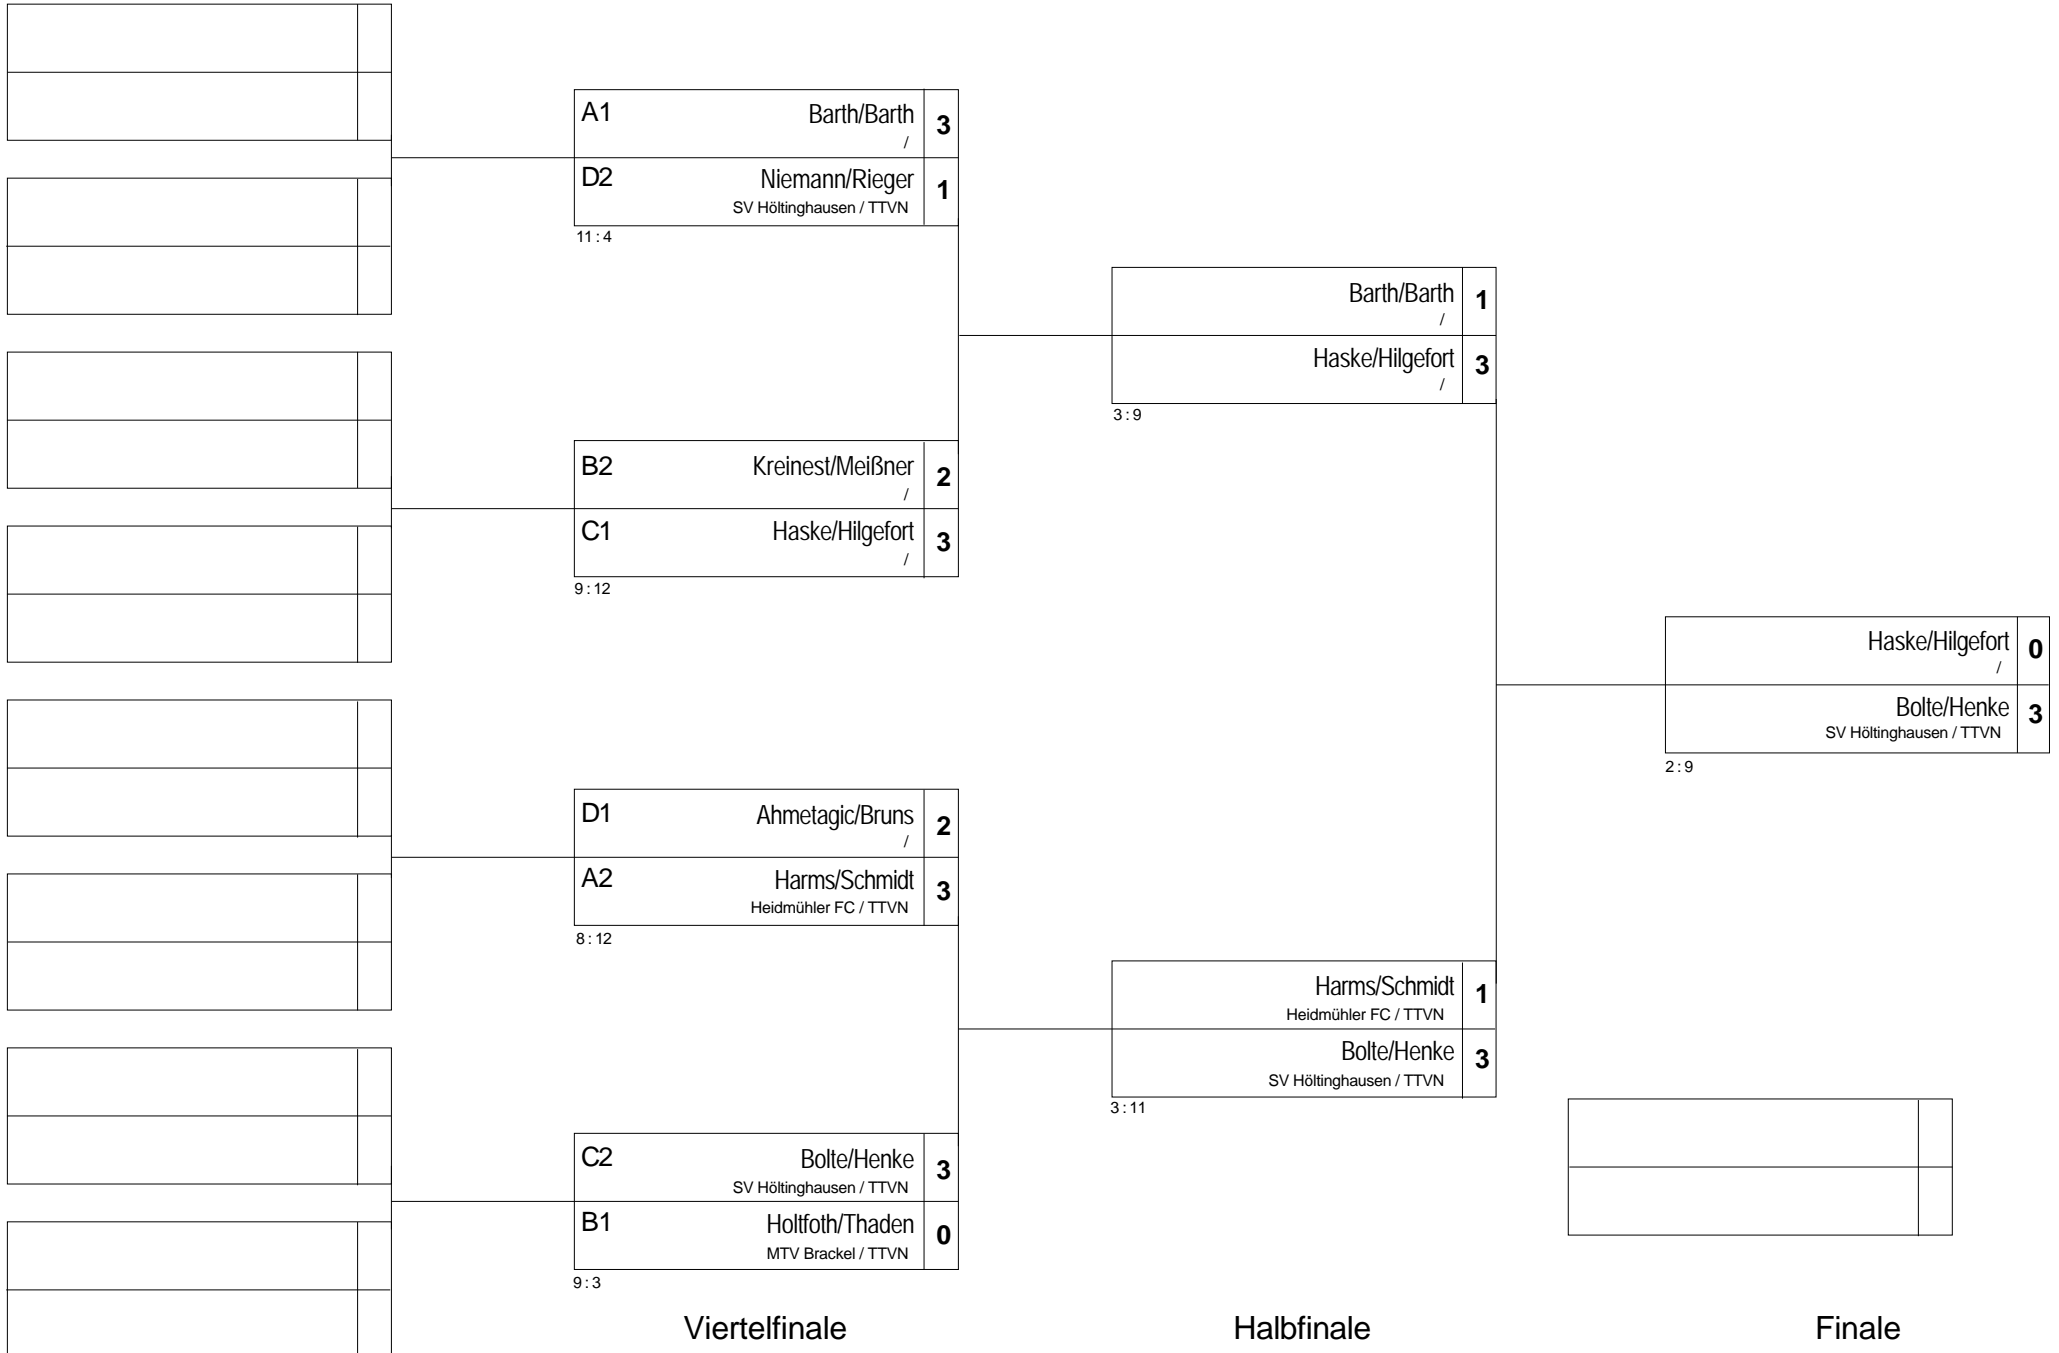 A1 Barth/Barth 3
/
D2 Niemann/Rieger 1
SV Höltinghausen / TTVN
11 : 4
B2 Kreinest/Meißner 2
/
C1 Haske/Hilgefort 3
/
9 : 12
D1 Ahmetagic/Bruns 2
/
A2 Harms/Schmidt 3
Heidmühler FC / TTVN
8 : 12
C2 Bolte/Henke 3
SV Höltinghausen / TTVN
B1 Holtfoth/Thaden 0
MTV Brackel / TTVN
9 : 3
Viertelfinale
Barth/Barth 1
/
Haske/Hilgefort 3
/
3 : 9
Harms/Schmidt 1
Heidmühler FC / TTVN
Bolte/Henke 3
SV Höltinghausen / TTVN
3 : 11
Halbfinale
Haske/Hilgefort 0
/
Bolte/Henke 3
SV Höltinghausen / TTVN
2 : 9
Finale